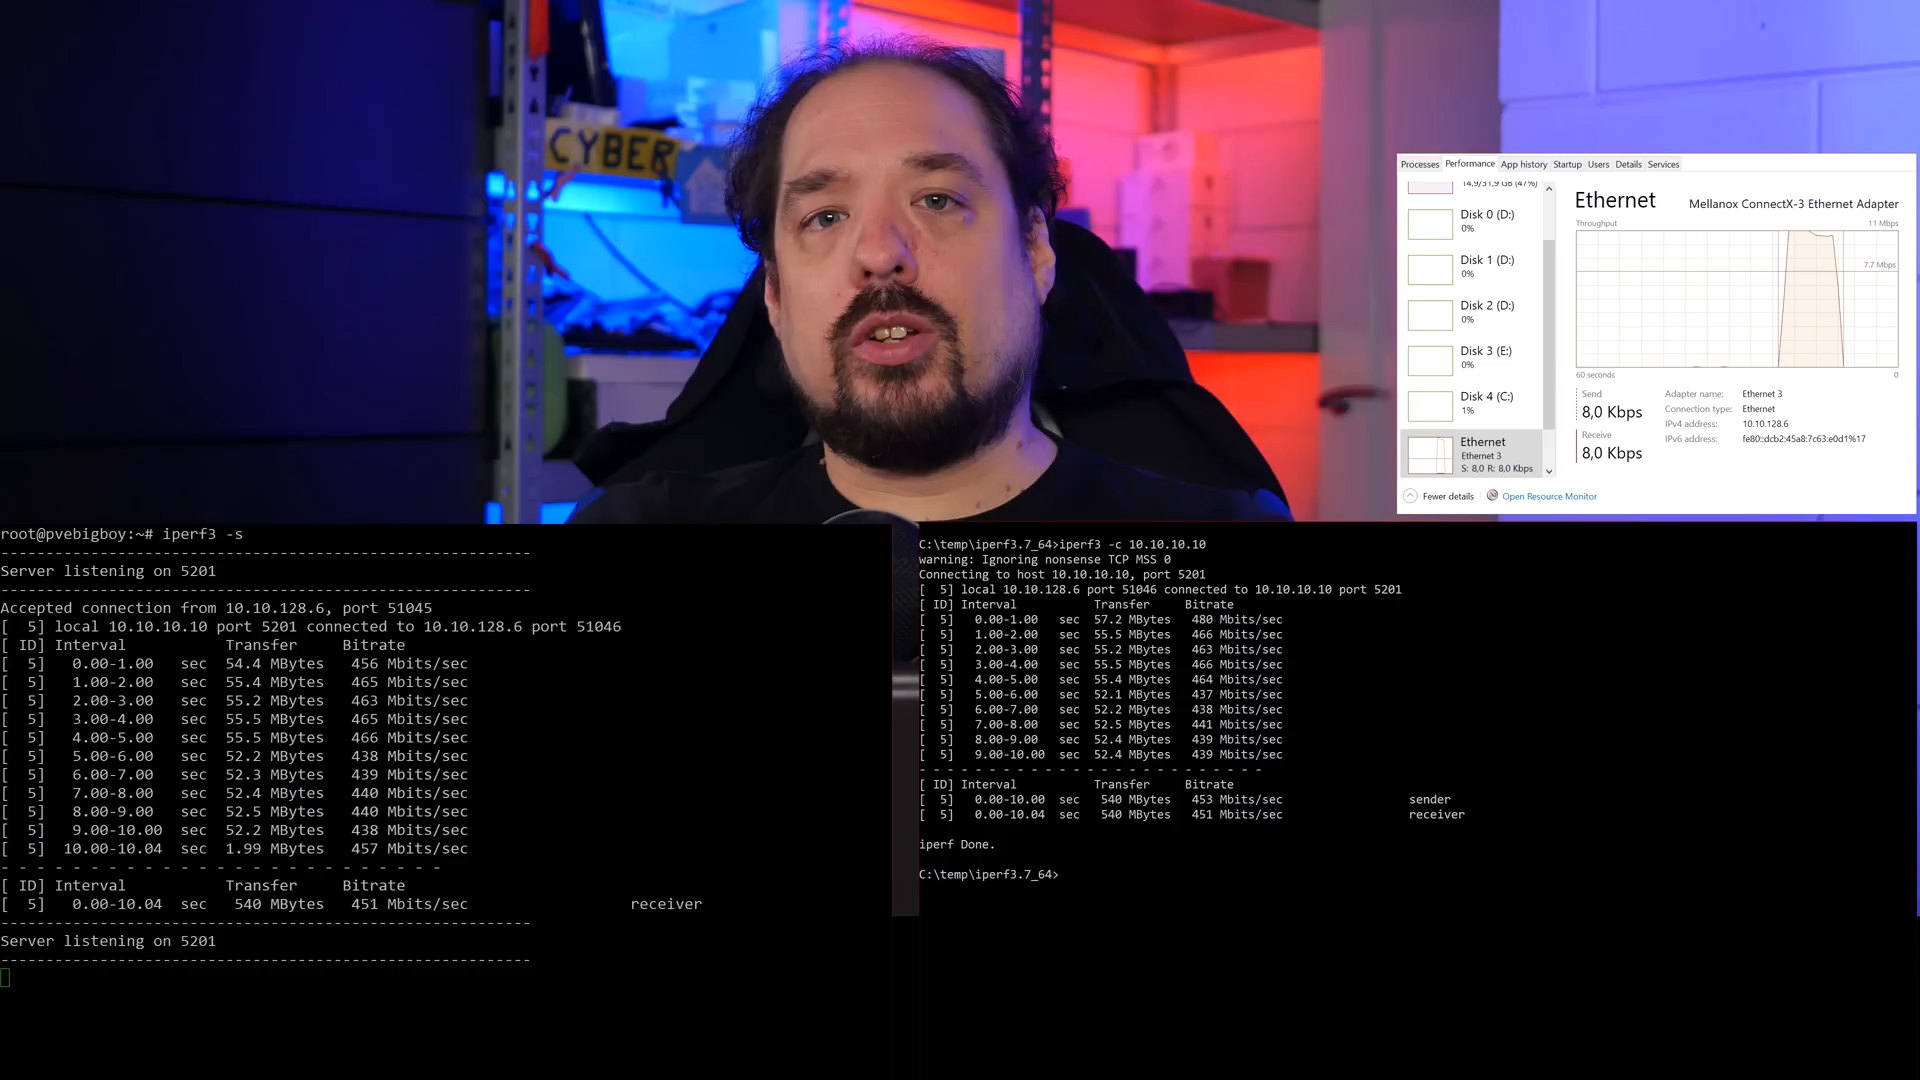 CYBER
Processes Performance App history Startup Users Details Services
14,9/31,9 GB (47%)
Disk 0 (D:)
0%
Disk 1 (D:)
0%
Disk 2 (D:)
0%
Disk 3 (E:)
0%
Disk 4 (C:)
1%
Ethernet
Ethernet 3
S: 8,0 R: 8,0 Kbps
Ethernet Mellanox ConnectX-3 Ethernet Adapter
Throughput 11 Mbps
7.7 Mbps
60 seconds 0
Send
8,0 Kbps
Receive
8,0 Kbps
Adapter name: Ethernet 3
Connection type: Ethernet
IPv4 address: 10.10.128.6
IPv6 address: fe80::dcb2:45a8:7c63:e0d1%17
Fewer details Open Resource Monitor
root@pvebigboy:~# iperf3 -s
-----------------------------------------------------------
Server listening on 5201
-----------------------------------------------------------
Accepted connection from 10.10.128.6, port 51045
[  5] local 10.10.10.10 port 5201 connected to 10.10.128.6 port 51046
[ ID] Interval           Transfer     Bitrate
[  5]   0.00-1.00   sec  54.4 MBytes   456 Mbits/sec
[  5]   1.00-2.00   sec  55.4 MBytes   465 Mbits/sec
[  5]   2.00-3.00   sec  55.2 MBytes   463 Mbits/sec
[  5]   3.00-4.00   sec  55.5 MBytes   465 Mbits/sec
[  5]   4.00-5.00   sec  55.5 MBytes   466 Mbits/sec
[  5]   5.00-6.00   sec  52.2 MBytes   438 Mbits/sec
[  5]   6.00-7.00   sec  52.3 MBytes   439 Mbits/sec
[  5]   7.00-8.00   sec  52.4 MBytes   440 Mbits/sec
[  5]   8.00-9.00   sec  52.5 MBytes   440 Mbits/sec
[  5]   9.00-10.00  sec  52.2 MBytes   438 Mbits/sec
[  5]  10.00-10.04  sec  1.99 MBytes   457 Mbits/sec
- - - - - - - - - - - - - - - - - - - - - - - - -
[ ID] Interval           Transfer     Bitrate
[  5]   0.00-10.04  sec   540 MBytes   451 Mbits/sec                  receiver
-----------------------------------------------------------
Server listening on 5201
-----------------------------------------------------------
C:\temp\iperf3.7_64>iperf3 -c 10.10.10.10
warning: Ignoring nonsense TCP MSS 0
Connecting to host 10.10.10.10, port 5201
[  5] local 10.10.128.6 port 51046 connected to 10.10.10.10 port 5201
[ ID] Interval           Transfer     Bitrate
[  5]   0.00-1.00   sec  57.2 MBytes   480 Mbits/sec
[  5]   1.00-2.00   sec  55.5 MBytes   466 Mbits/sec
[  5]   2.00-3.00   sec  55.2 MBytes   463 Mbits/sec
[  5]   3.00-4.00   sec  55.5 MBytes   466 Mbits/sec
[  5]   4.00-5.00   sec  55.4 MBytes   464 Mbits/sec
[  5]   5.00-6.00   sec  52.1 MBytes   437 Mbits/sec
[  5]   6.00-7.00   sec  52.2 MBytes   438 Mbits/sec
[  5]   7.00-8.00   sec  52.5 MBytes   441 Mbits/sec
[  5]   8.00-9.00   sec  52.4 MBytes   439 Mbits/sec
[  5]   9.00-10.00  sec  52.4 MBytes   439 Mbits/sec
- - - - - - - - - - - - - - - - - - - - - - - - -
[ ID] Interval           Transfer     Bitrate
[  5]   0.00-10.00  sec   540 MBytes   453 Mbits/sec                  sender
[  5]   0.00-10.04  sec   540 MBytes   451 Mbits/sec                  receiver
iperf Done.
C:\temp\iperf3.7_64>